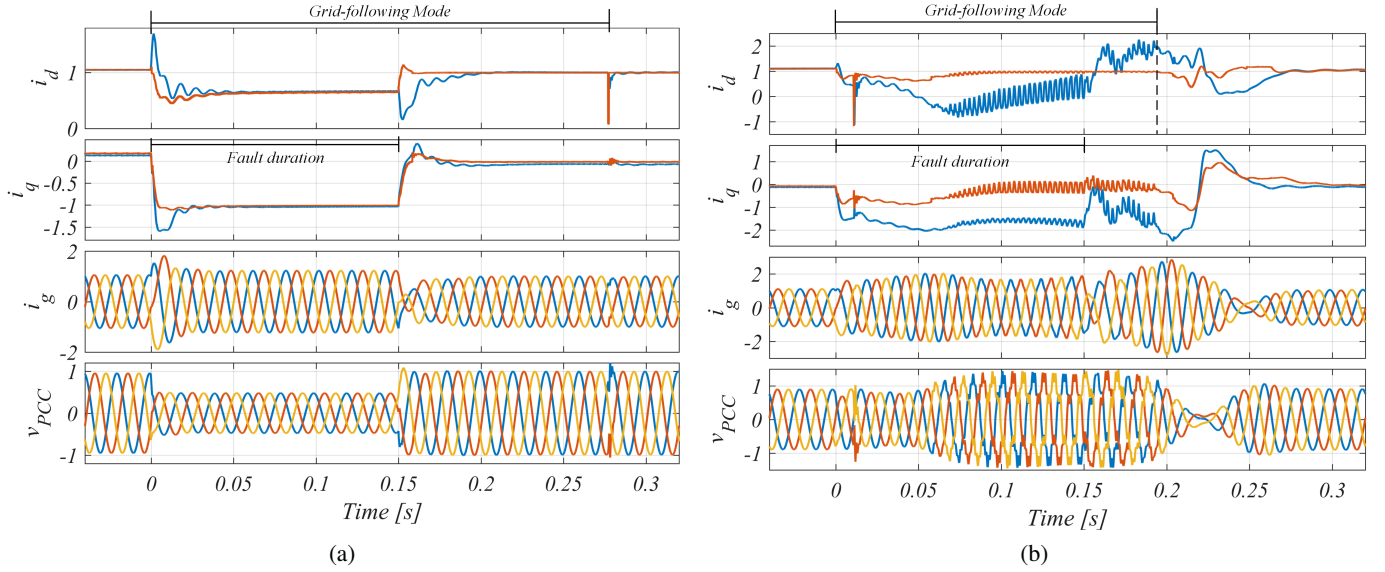 Grid-following Mode
i_d
1
0
Fault duration
i_q
0
-0.5
-1
-1.5
i_g
2
0
-2
v_PCC
1
0
-1
0 0.05 0.1 0.15 0.2 0.25 0.3
Time [s]
(a)
Grid-following Mode
i_d
2
1
0
-1
Fault duration
i_q
1
0
-1
-2
i_g
2
0
-2
v_PCC
1
0
-1
0 0.05 0.1 0.15 0.2 0.25 0.3
Time [s]
(b)